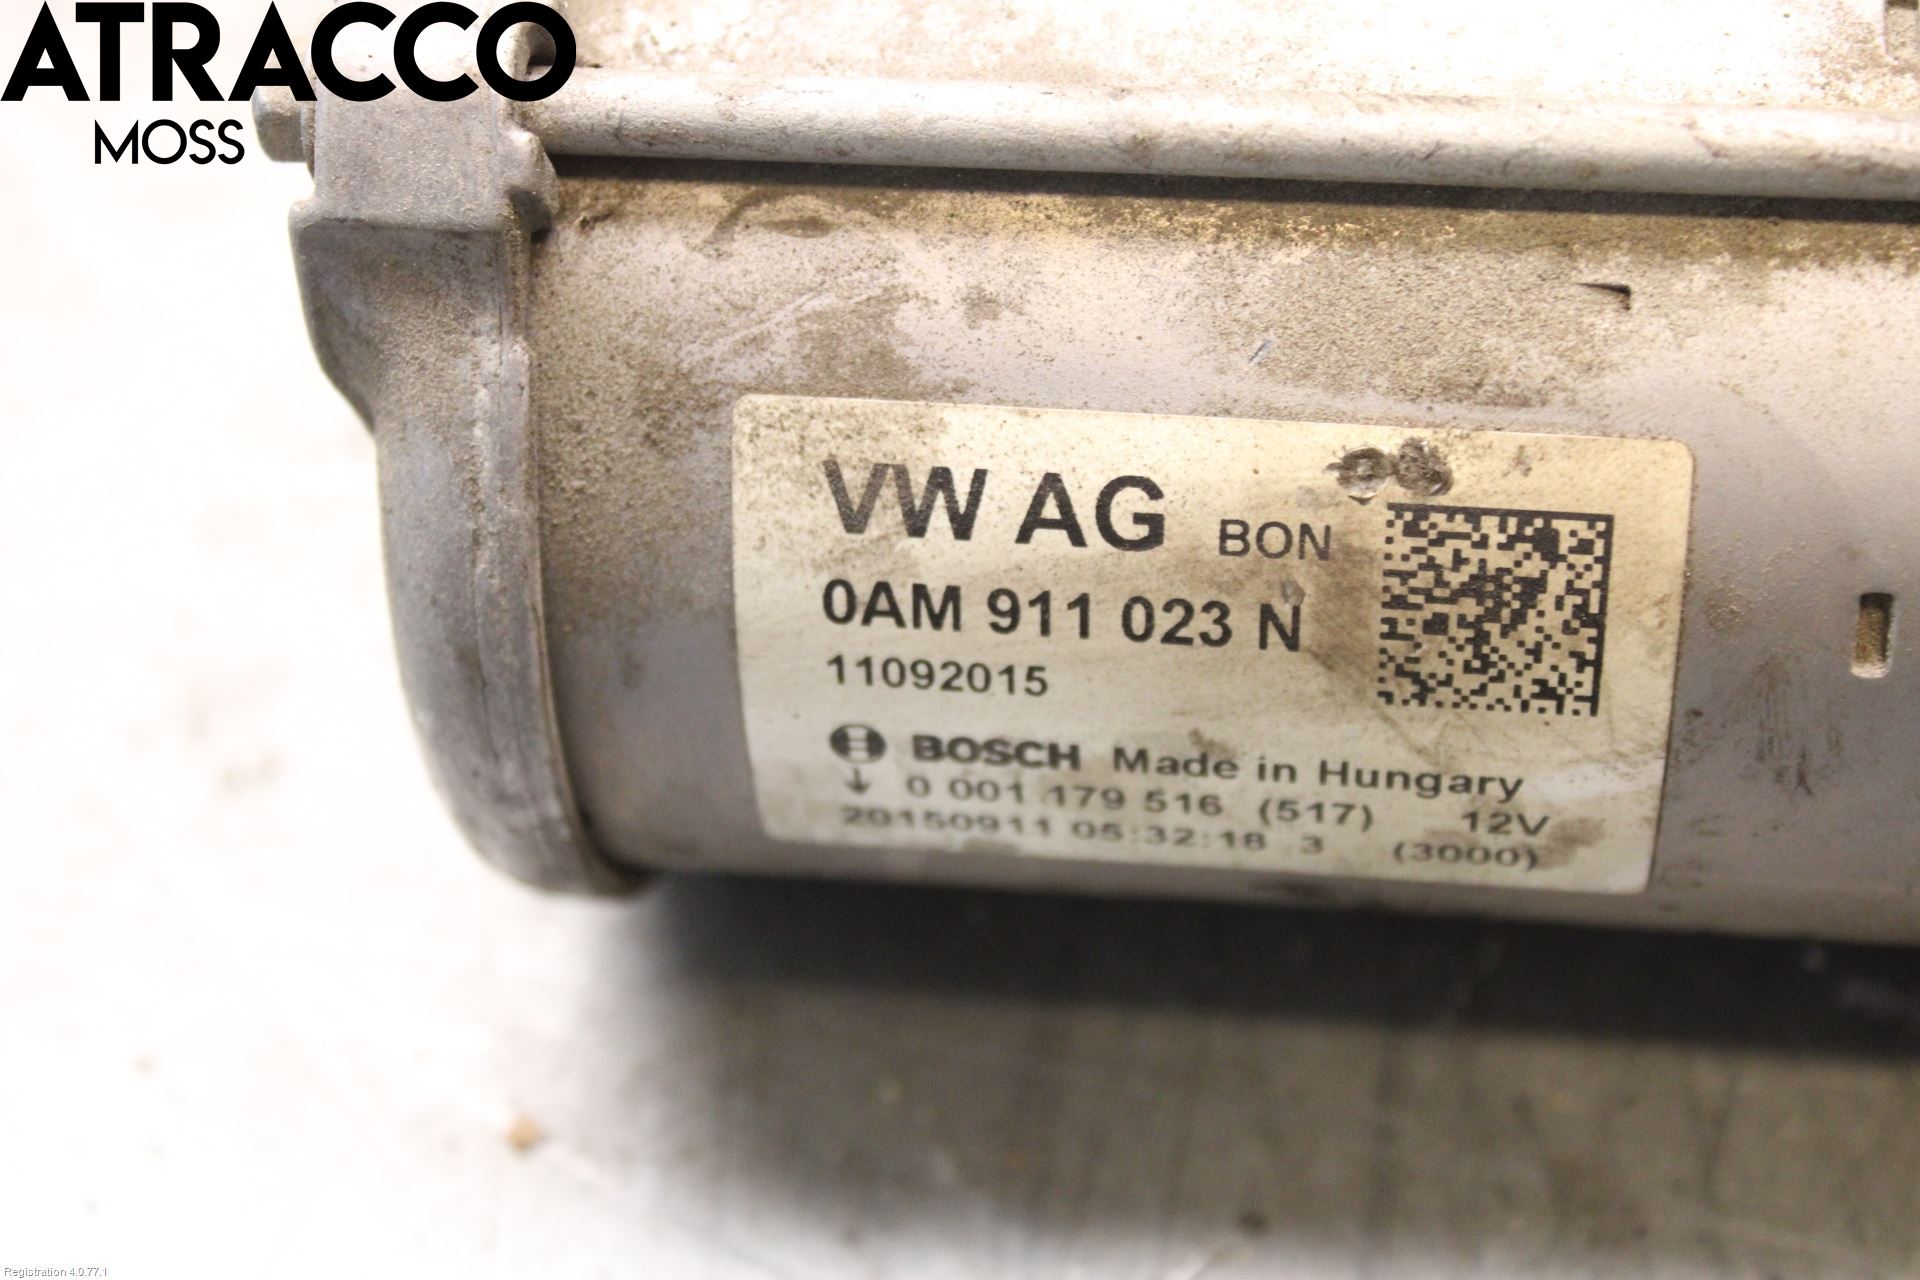 ATRACCO
MOSS
VW AG BON
0AM 911 023 N
11092015
BOSCH Made in Hungary
0 001 179 516 (517) 12V
20150911 05:32:18 3 (3000)
Registration 4.0.77.1